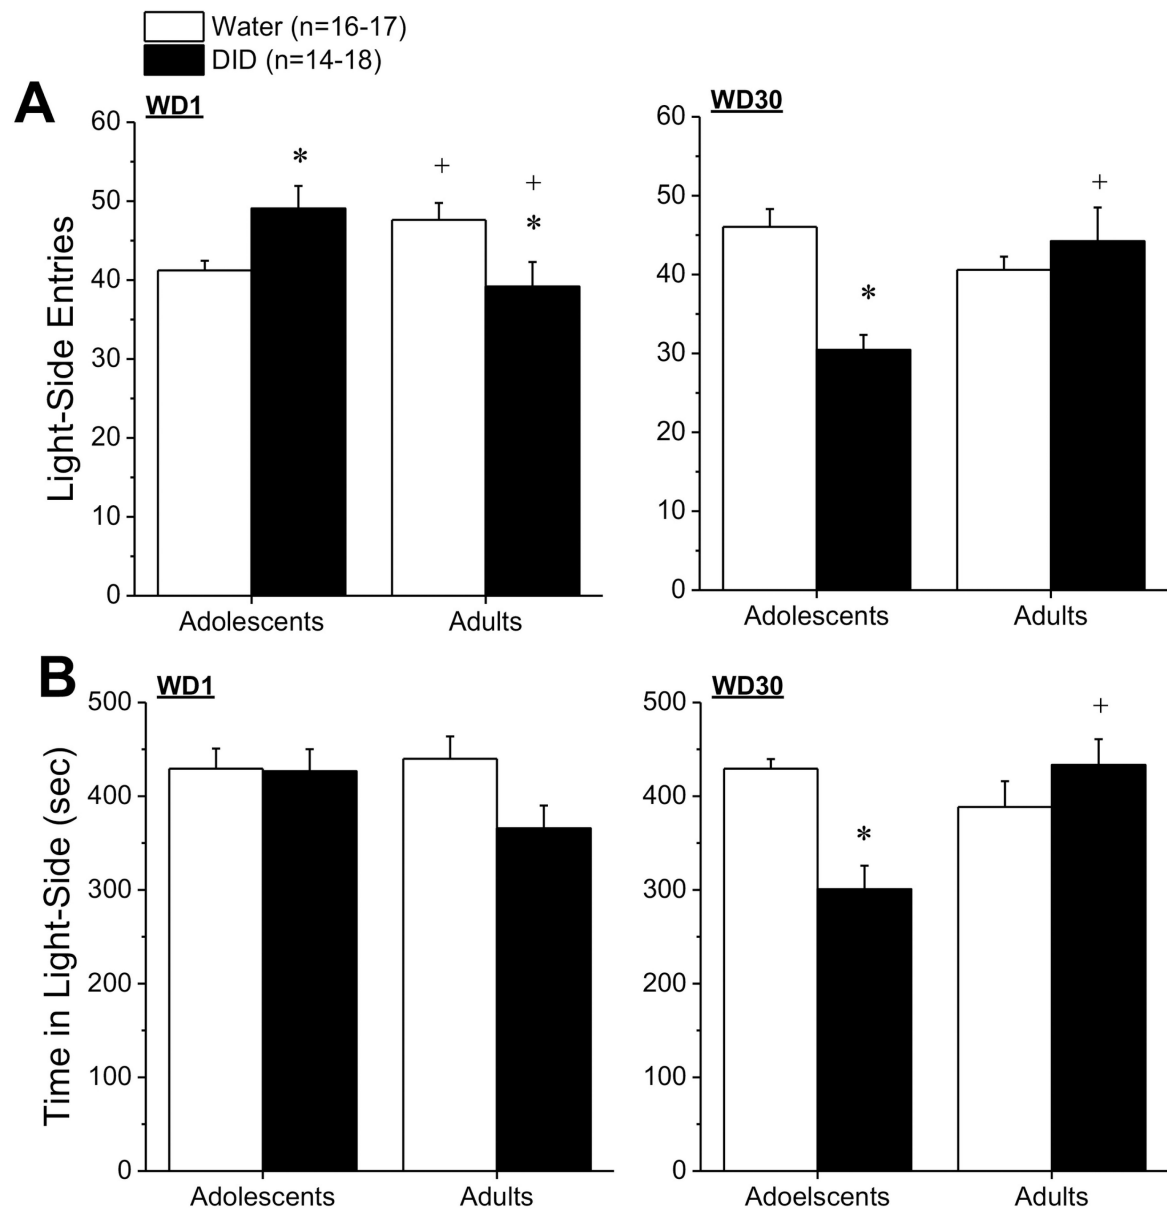 Water (n=16-17)
DID (n=14-18)
A
WD1
Light-Side Entries
60
50
40
30
20
10
0
*
+
+
*
Adolescents
Adults
WD30
60
50
40
30
20
10
0
*
+
Adolescents
Adults
B
WD1
Time in Light-Side (sec)
500
400
300
200
100
0
Adolescents
Adults
WD30
500
400
300
200
100
0
*
+
Adoelscents
Adults